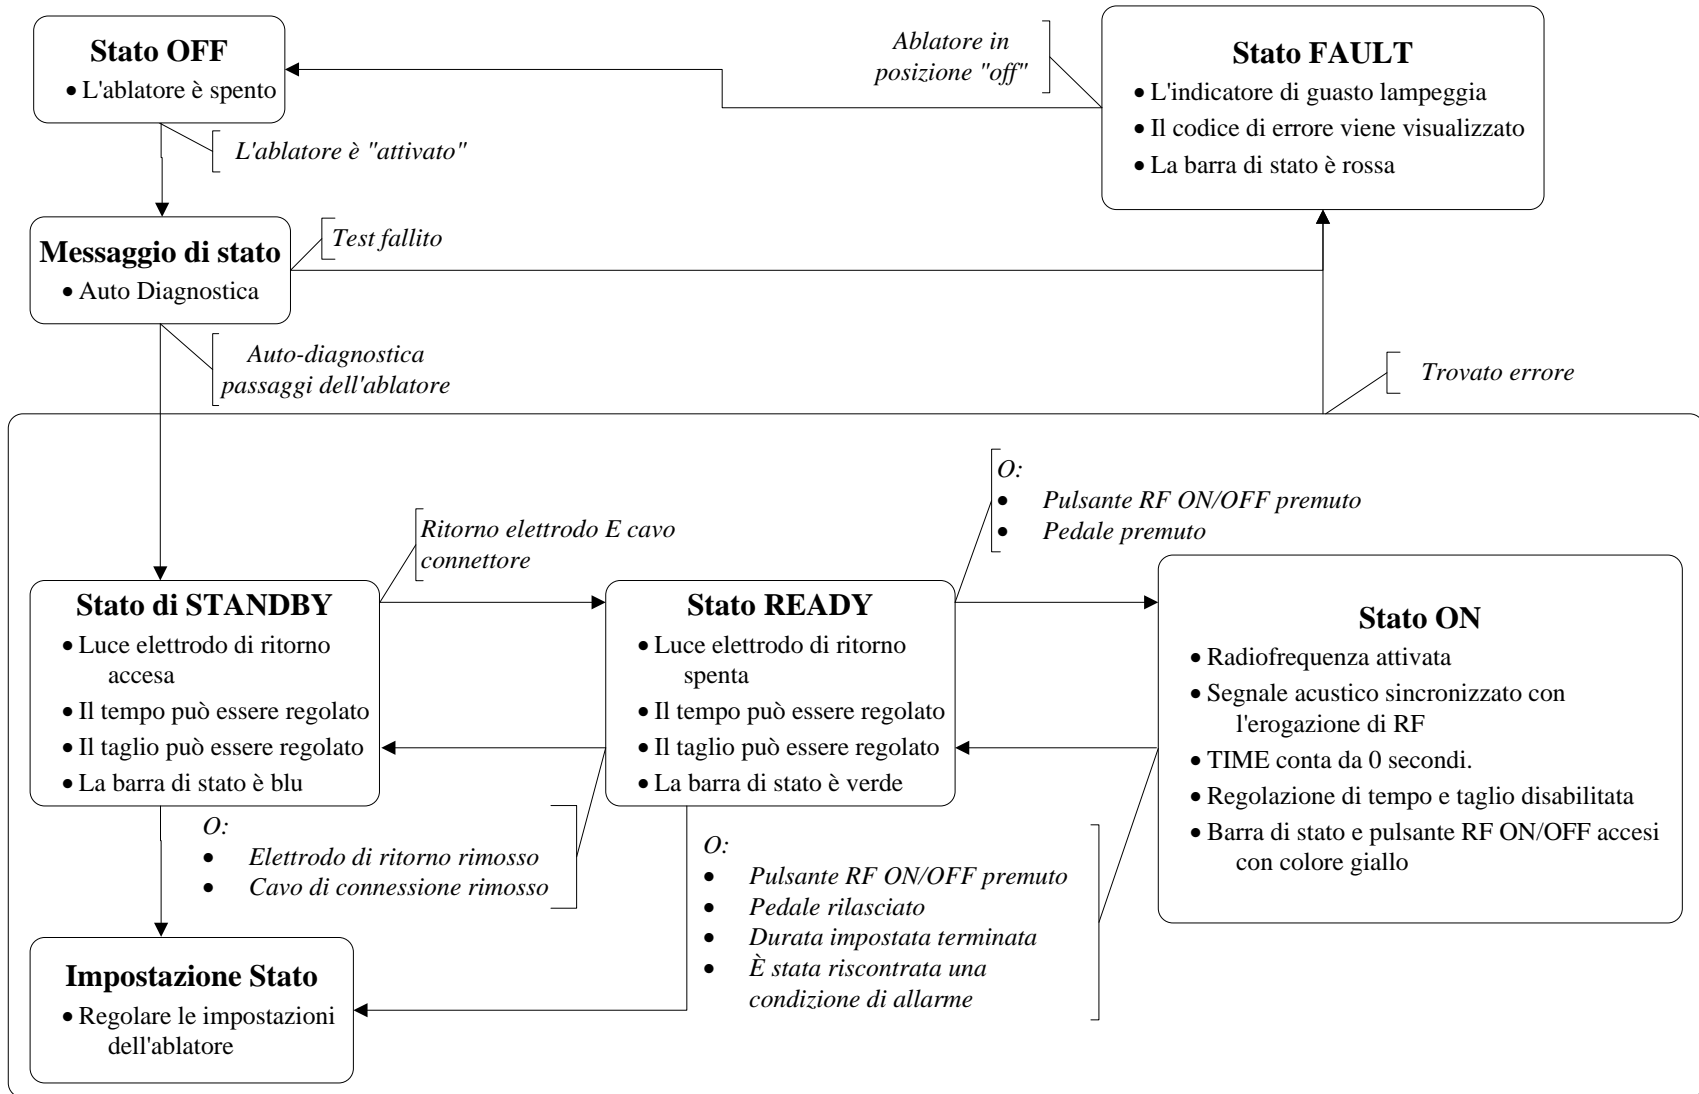 Stato OFF
• L'ablatore è spento
L'ablatore è "attivato"
Ablatore in
posizione "off"
Stato FAULT
• L'indicatore di guasto lampeggia
• Il codice di errore viene visualizzato
• La barra di stato è rossa
Messaggio di stato
• Auto Diagnostica
Test fallito
Auto-diagnostica
passaggi dell'ablatore
Trovato errore
Ritorno elettrodo E cavo
connettore
O:
• Pulsante RF ON/OFF premuto
• Pedale premuto
Stato di STANDBY
• Luce elettrodo di ritorno
accesa
• Il tempo può essere regolato
• Il taglio può essere regolato
• La barra di stato è blu
Stato READY
• Luce elettrodo di ritorno
spenta
• Il tempo può essere regolato
• Il taglio può essere regolato
• La barra di stato è verde
Stato ON
• Radiofrequenza attivata
• Segnale acustico sincronizzato con
l'erogazione di RF
• TIME conta da 0 secondi.
• Regolazione di tempo e taglio disabilitata
• Barra di stato e pulsante RF ON/OFF accesi
con colore giallo
O:
• Elettrodo di ritorno rimosso
• Cavo di connessione rimosso
O:
• Pulsante RF ON/OFF premuto
• Pedale rilasciato
• Durata impostata terminata
• È stata riscontrata una
condizione di allarme
Impostazione Stato
• Regolare le impostazioni
dell'ablatore